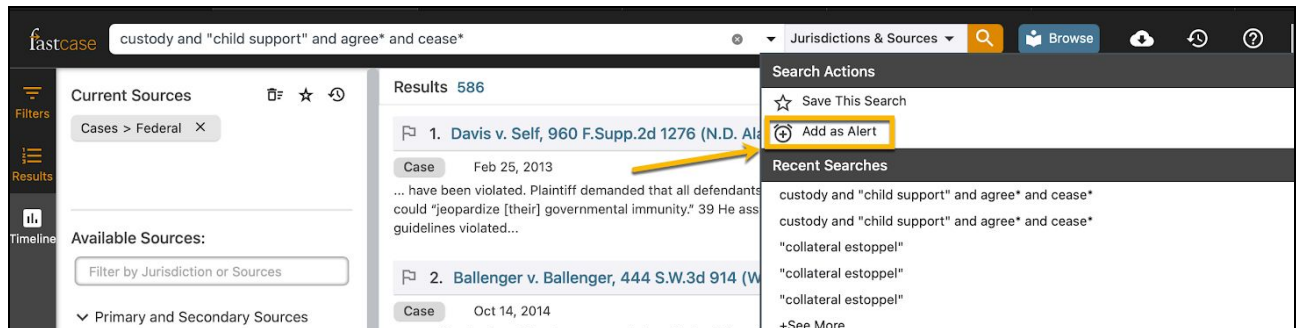 fastcase
custody and "child support" and agree* and cease*
Jurisdictions & Sources
Browse
Filters
Results
Timeline
Current Sources
Cases > Federal X
Available Sources:
Filter by Jurisdiction or Sources
Primary and Secondary Sources
Results 586
1. Davis v. Self, 960 F.Supp.2d 1276 (N.D. Ala
Case Feb 25, 2013
... have been violated. Plaintiff demanded that all defendants
could “jeopardize [their] governmental immunity.” 39 He ass
guidelines violated...
2. Ballenger v. Ballenger, 444 S.W.3d 914 (W
Case Oct 14, 2014
Search Actions
Save This Search
Add as Alert
Recent Searches
custody and "child support" and agree* and cease*
custody and "child support" and agree* and cease*
"collateral estoppel"
"collateral estoppel"
"collateral estoppel"
+See More